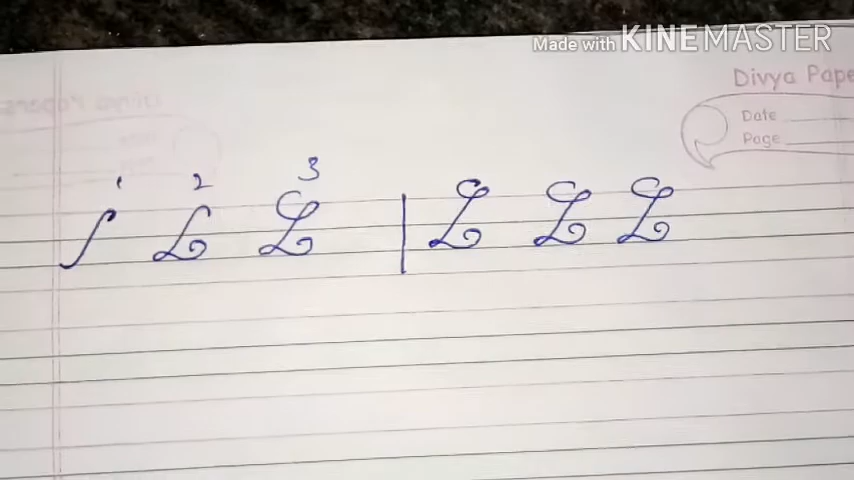 Made with KINEMASTER
Divya Pape
Date
Page
1 2 3
L L | L L L